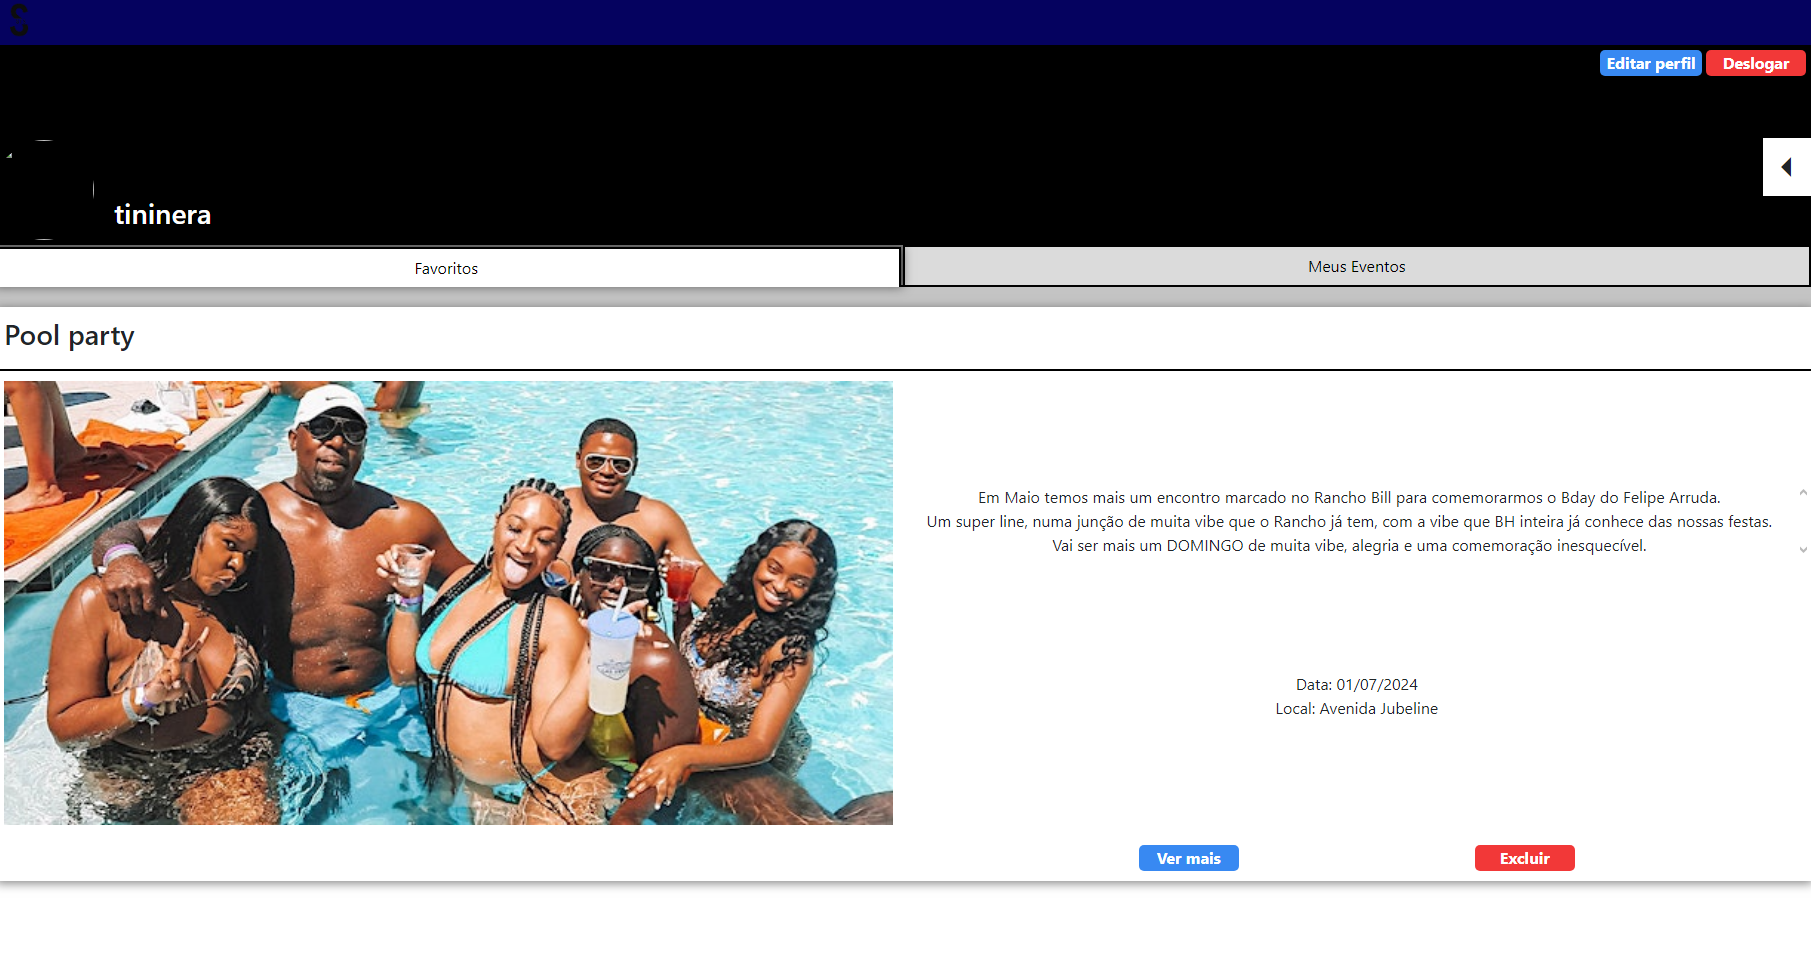 S
Editar perfil Deslogar
tininera
Favoritos Meus Eventos
Pool party
Em Maio temos mais um encontro marcado no Rancho Bill para comemorarmos o Bday do Felipe Arruda.
Um super line, numa junção de muita vibe que o Rancho já tem, com a vibe que BH inteira já conhece das nossas festas.
Vai ser mais um DOMINGO de muita vibe, alegria e uma comemoração inesquecível.
Data: 01/07/2024
Local: Avenida Jubeline
Ver mais Excluir